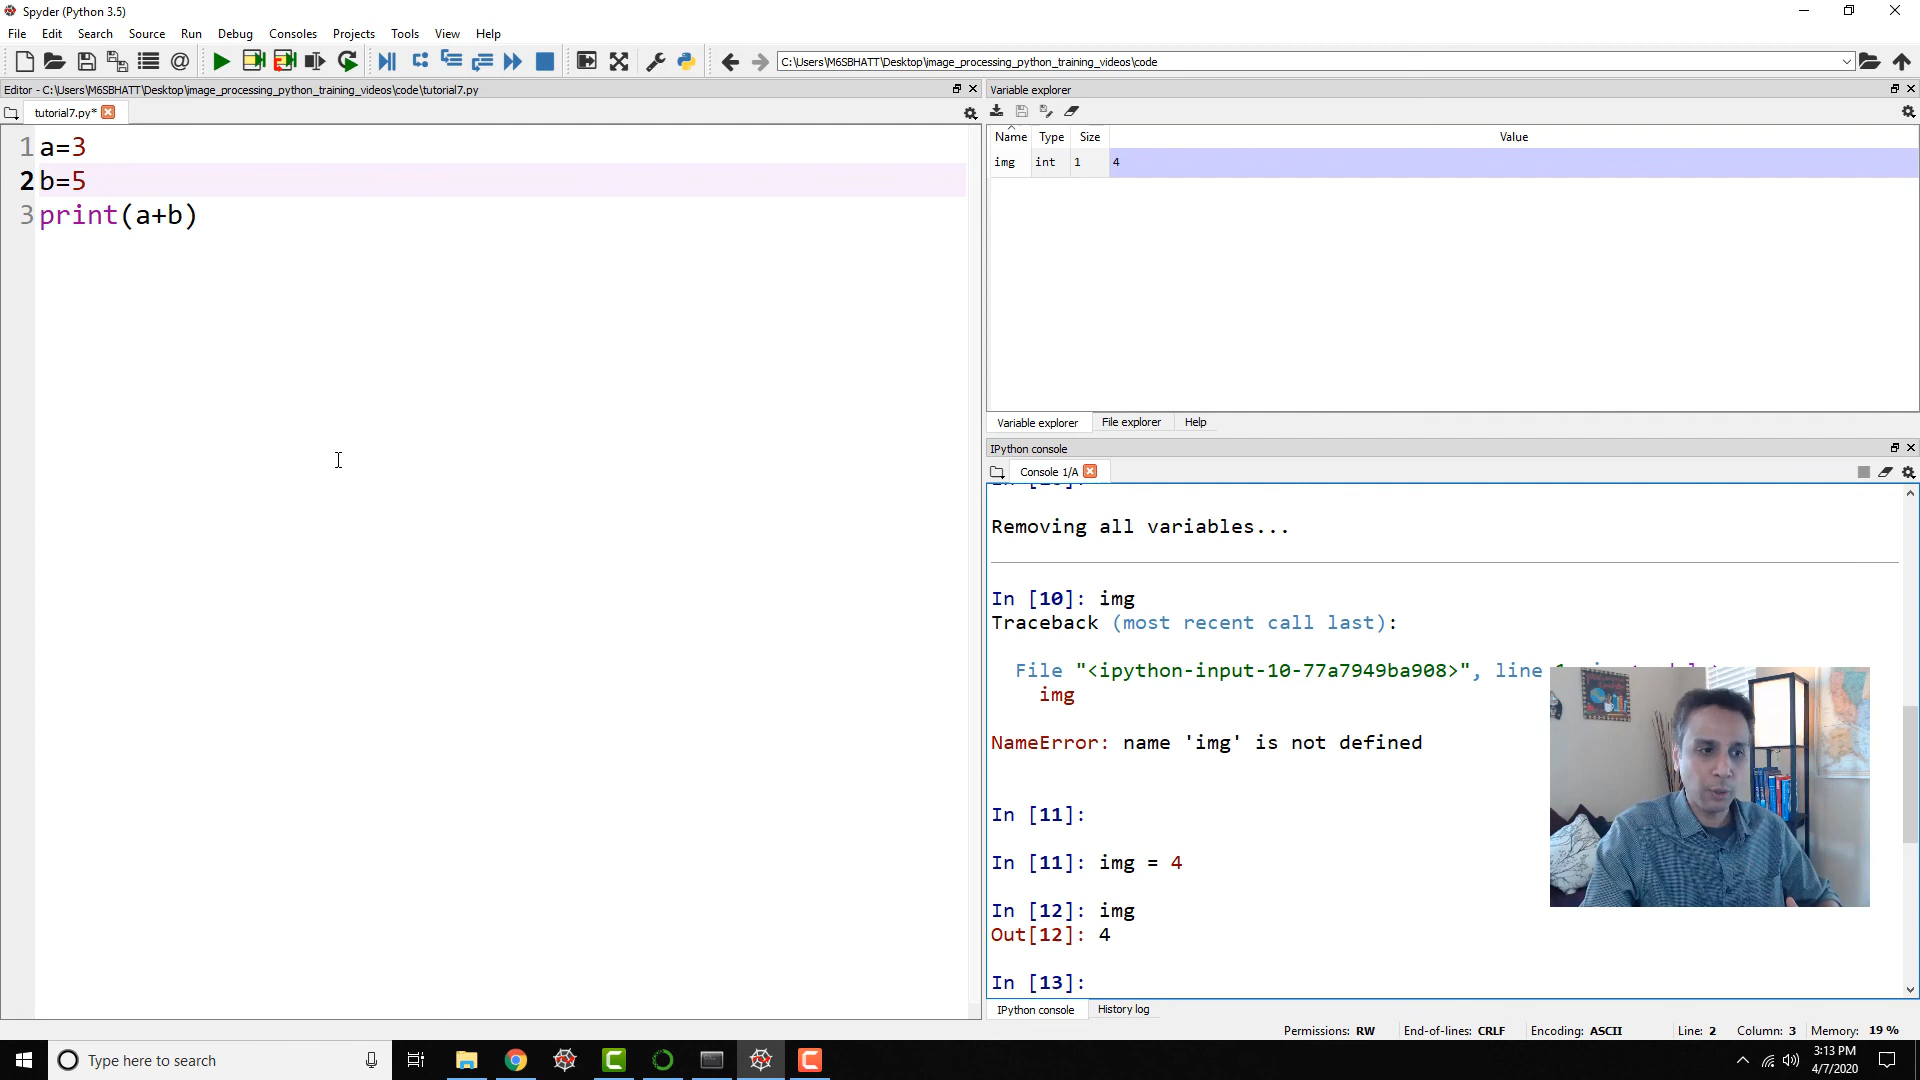 Spyder (Python 3.5)
File Edit Search Source Run Debug Consoles Projects Tools View Help
C:\Users\M6SBHATT\Desktop\image_processing_python_training_videos\code
Editor - C:\Users\M6SBHATT\Desktop\image_processing_python_training_videos\code\tutorial7.py
tutorial7.py*
1 a=3
2 b=5
3 print(a+b)
Variable explorer
Name Type Size Value
img int 1 4
Variable explorer File explorer Help
IPython console
Console 1/A
Removing all variables...
In [10]: img
Traceback (most recent call last):
File "<ipython-input-10-77a7949ba908>", line
img
NameError: name 'img' is not defined
In [11]:
In [11]: img = 4
In [12]: img
Out[12]: 4
In [13]:
IPython console History log
Permissions: RW End-of-lines: CRLF Encoding: ASCII Line: 2 Column: 3 Memory: 19 %
Type here to search
3:13 PM
4/7/2020